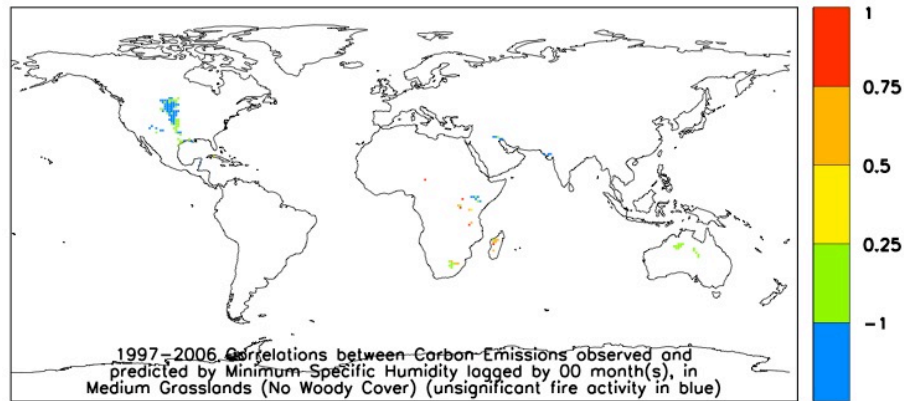 1
0.75
0.5
0.25
−1
1997−2006 Correlations between Carbon Emissions observed and
predicted by Minimum Specific Humidity lagged by 00 month(s), in
Medium Grasslands (No Woody Cover) (unsignificant fire activity in blue)